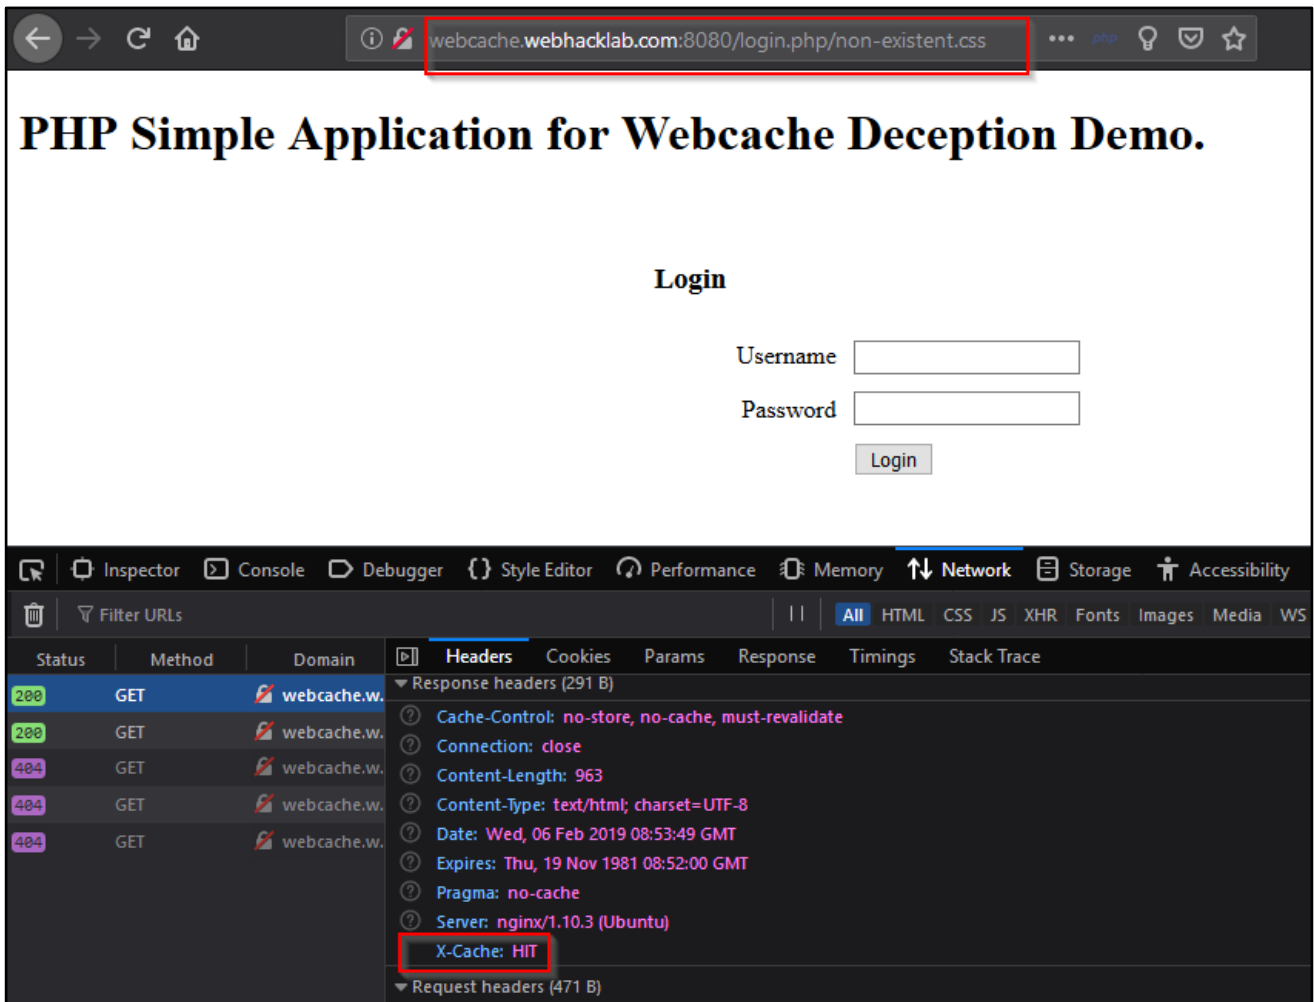 webcache.webhacklab.com:8080/login.php/non-existent.css ••• php
PHP Simple Application for Webcache Deception Demo.
Login
Username
Password
Login
Inspector Console Debugger {} Style Editor Performance Memory Network Storage Accessibility
Filter URLs All HTML CSS JS XHR Fonts Images Media WS
Status Method Domain Headers Cookies Params Response Timings Stack Trace
Response headers (291 B)
200 GET webcache.w.
Cache-Control: no-store, no-cache, must-revalidate
200 GET webcache.w.
Connection: close
404 GET webcache.w.
Content-Length: 963
404 GET webcache.w.
Content-Type: text/html; charset=UTF-8
404 GET webcache.w.
Date: Wed, 06 Feb 2019 08:53:49 GMT
Expires: Thu, 19 Nov 1981 08:52:00 GMT
Pragma: no-cache
Server: nginx/1.10.3 (Ubuntu)
X-Cache: HIT
Request headers (471 B)